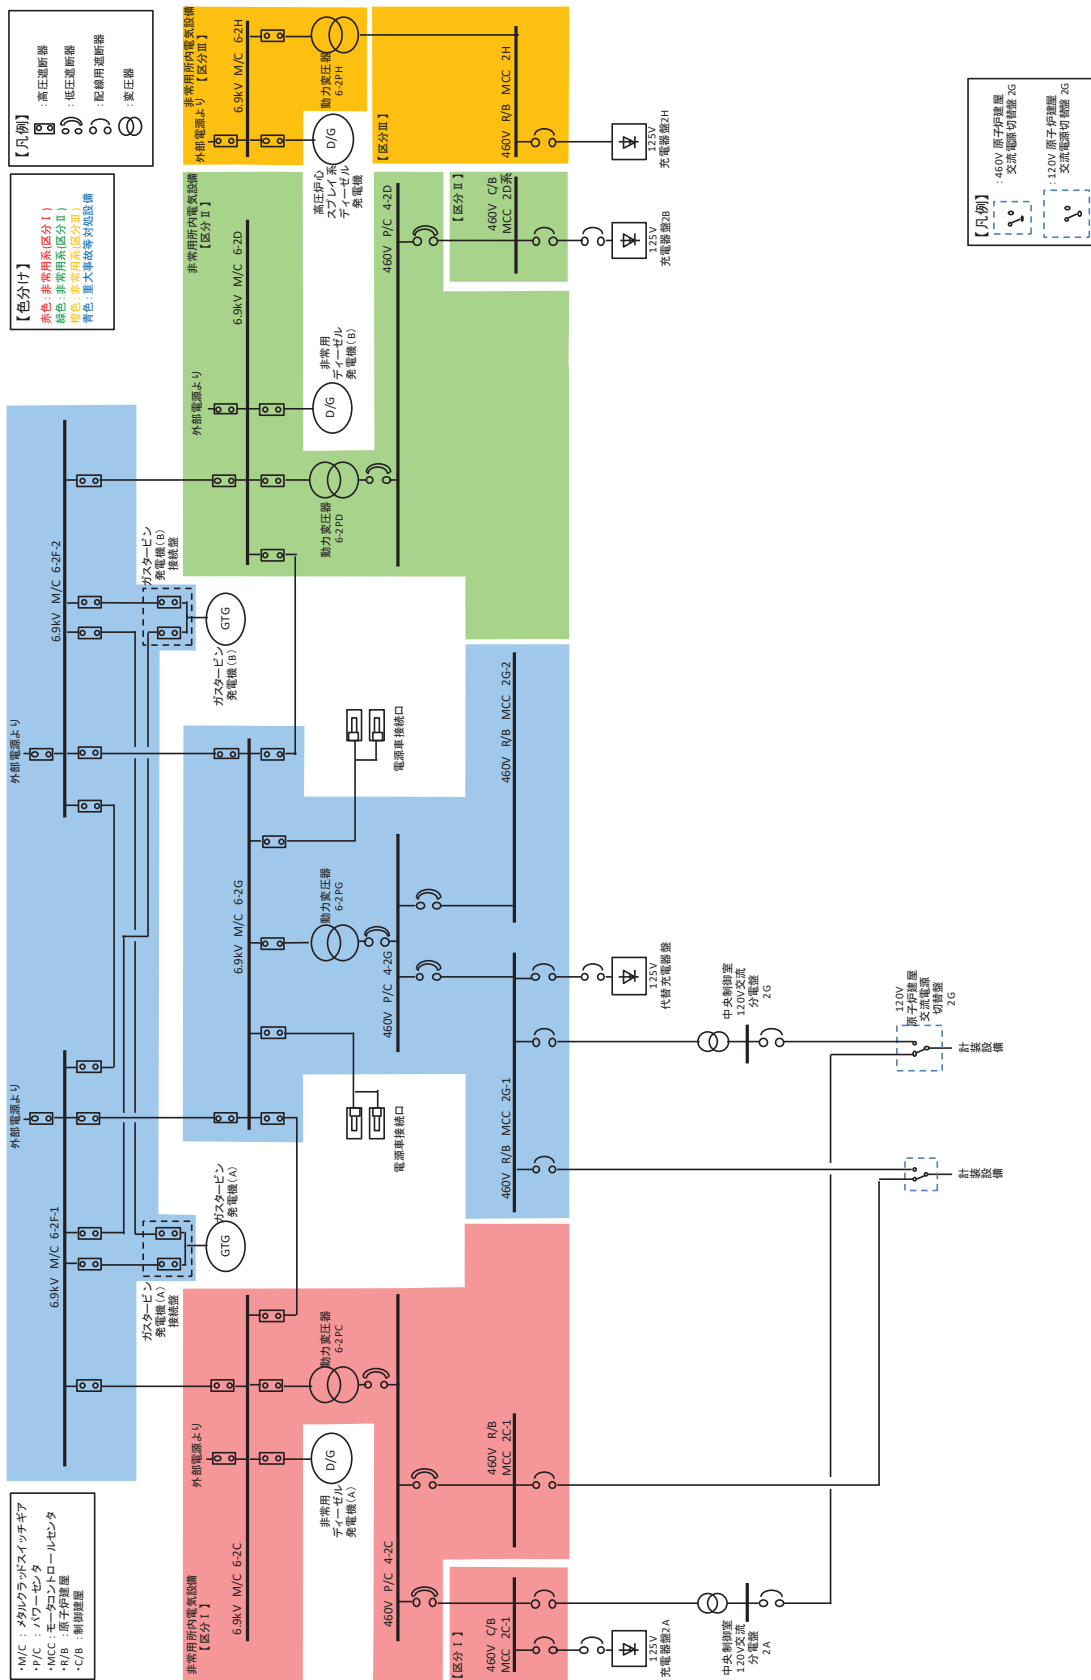 ・M/C : メタルクラッドスイッチギア
・P/C : パワーセンタ
・MCC : モータコントロールセンタ
・R/B : 原子炉建屋
・C/B : 制御建屋
【色分け】
赤色 : 非常用系(区分Ⅰ)
緑色 : 非常用系(区分Ⅱ)
橙色 : 非常用系(区分Ⅲ)
青色 : 重大事故等対処設備
【凡例】
: 高圧遮断器
: 低圧遮断器
: 配線用遮断器
: 変圧器
外部電源より
6.9kV M/C 6-2F-1
外部電源より
6.9kV M/C 6-2F-2
ガスタービン
発電機(A)
接続盤
GTG
ガスタービン
発電機(A)
ガスタービン
発電機(B)
接続盤
GTG
ガスタービン
発電機(B)
非常用所内電気設備
【区分Ⅰ】
外部電源より
6.9kV M/C 6-2C
D/G
非常用
ディーゼル
発電機(A)
動力変圧器
6-2PC
460V P/C 4-2C
【区分Ⅰ】
460V C/B
MCC 2C-1
460V R/B
MCC 2C-1
125V
充電器盤2A
中央制御室
120V交流
分電盤
2A
6.9kV M/C 6-2G
電源車接続口
動力変圧器
6-2PG
電源車接続口
460V P/C 4-2G
460V R/B MCC 2G-1
460V R/B MCC 2G-2
125V
代替充電器盤
中央制御室
120V交流
分電盤
2G
120V
原子炉建屋
交流電源
切替盤
2G
計装
設備
計装
設備
非常用所内電気設備
【区分Ⅱ】
外部電源より
6.9kV M/C 6-2D
動力変圧器
6-2PD
D/G
非常用
ディーゼル
発電機(B)
460V P/C 4-2D
【区分Ⅱ】
460V C/B
MCC 2D系
125V
充電器盤2B
非常用所内電気設備
【区分Ⅲ】
外部電源より
6.9kV M/C 6-2H
D/G
高圧炉心
スプレイ系
ディーゼル
発電機
動力変圧器
6-2PH
【区分Ⅲ】
460V R/B MCC 2H
125V
充電器盤2H
【凡例】
: 460V 原子炉建屋
交流電源切替盤 2G
: 120V 原子炉建屋
交流電源切替盤 2G